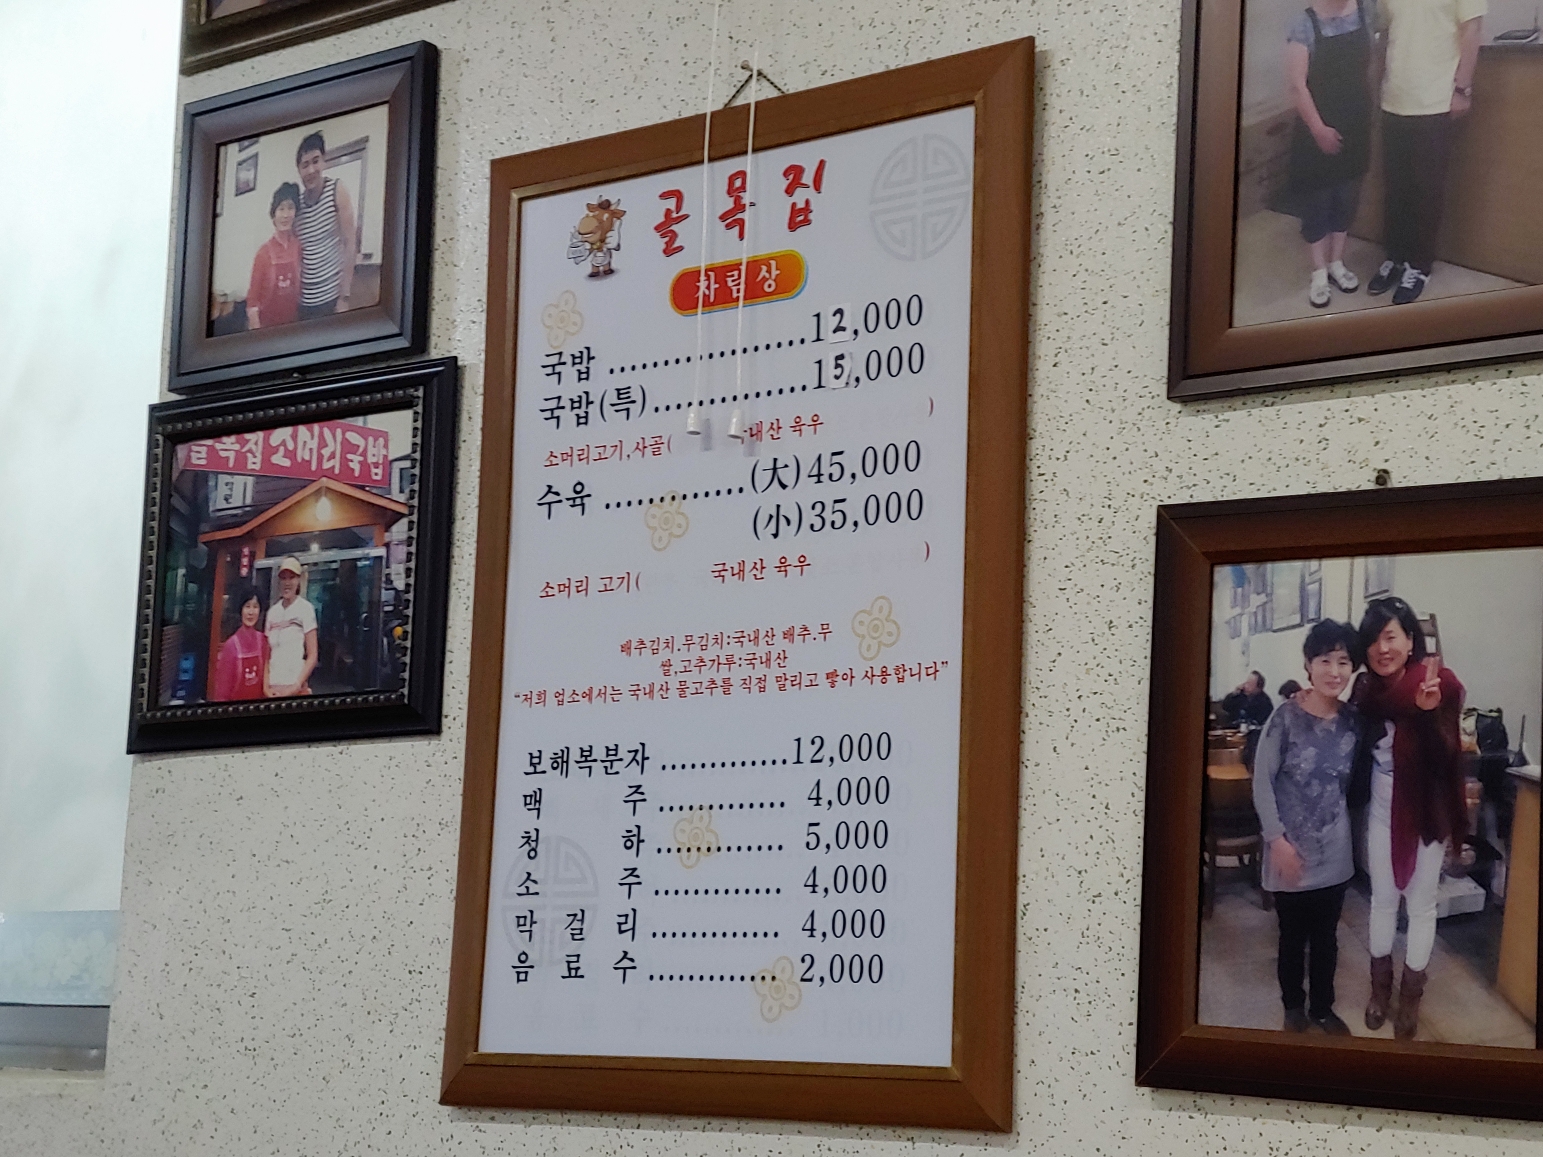 골목집
차림상
국밥 ..................12,000
국밥(특)..............15,000
소머리고기,사골( 국내산 육우 )
수육 .............(大)45,000
(小)35,000
소머리 고기( 국내산 육우 )
배추김치.무김치:국내산 배추.무
쌀.고추가루:국내산
“저희 업소에서는 국내산 물고추를 직접 말리고 빻아 사용합니다”
보해복분자 .............12,000
맥 주 ............. 4,000
청 하 ............. 5,000
소 주 ............. 4,000
막 걸 리 ............. 4,000
음 료 수 ............. 2,000
골목집 소머리국밥